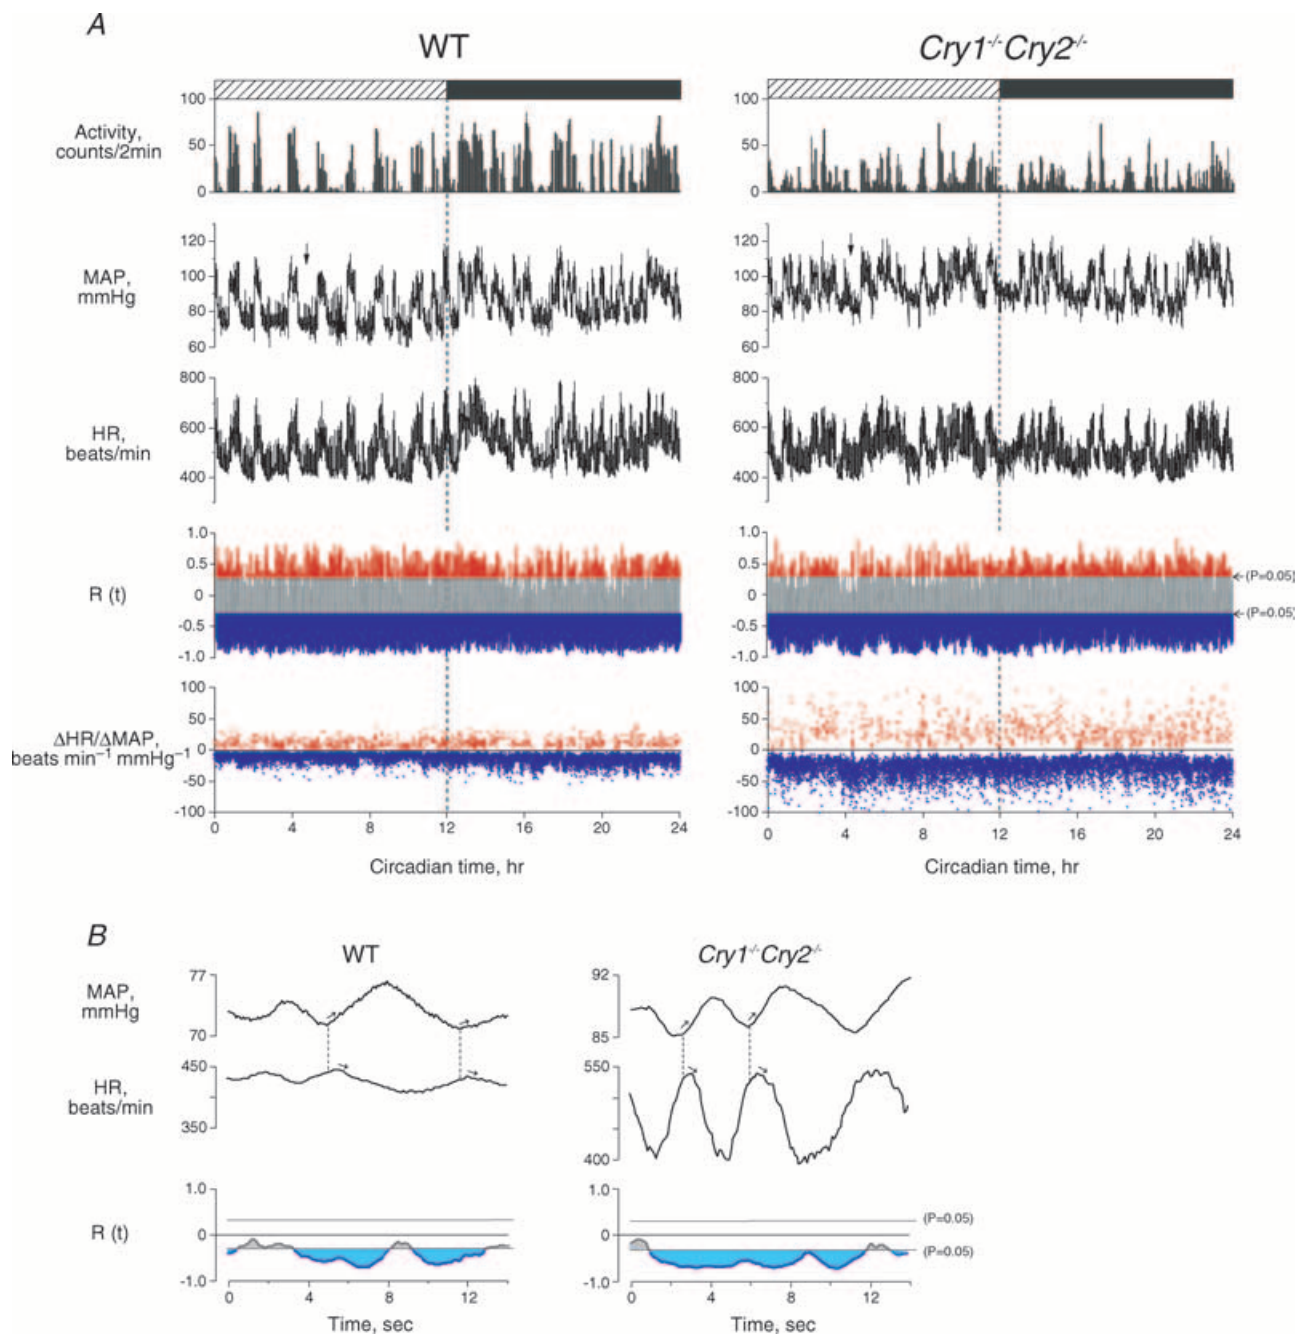 A
WT
Cry1-/-Cry2-/-
Activity, counts/2min
100
50
0
100
50
0
MAP, mmHg
120
100
80
60
120
100
80
60
HR, beats/min
800
600
400
800
600
400
R (t)
1.0
0.5
0
-0.5
-1.0
1.0
0.5
0
-0.5
-1.0
(P=0.05)
(P=0.05)
ΔHR/ΔMAP, beats min−1 mmHg−1
100
50
0
-50
-100
100
50
0
-50
-100
0 4 8 12 16 20 24
0 4 8 12 16 20 24
Circadian time, hr
Circadian time, hr
B
WT
Cry1-/-Cry2-/-
MAP, mmHg
77
70
92
85
HR, beats/min
450
350
550
400
R (t)
1.0
0
-1.0
1.0
0
-1.0
(P=0.05)
(P=0.05)
0 4 8 12
0 4 8 12
Time, sec
Time, sec